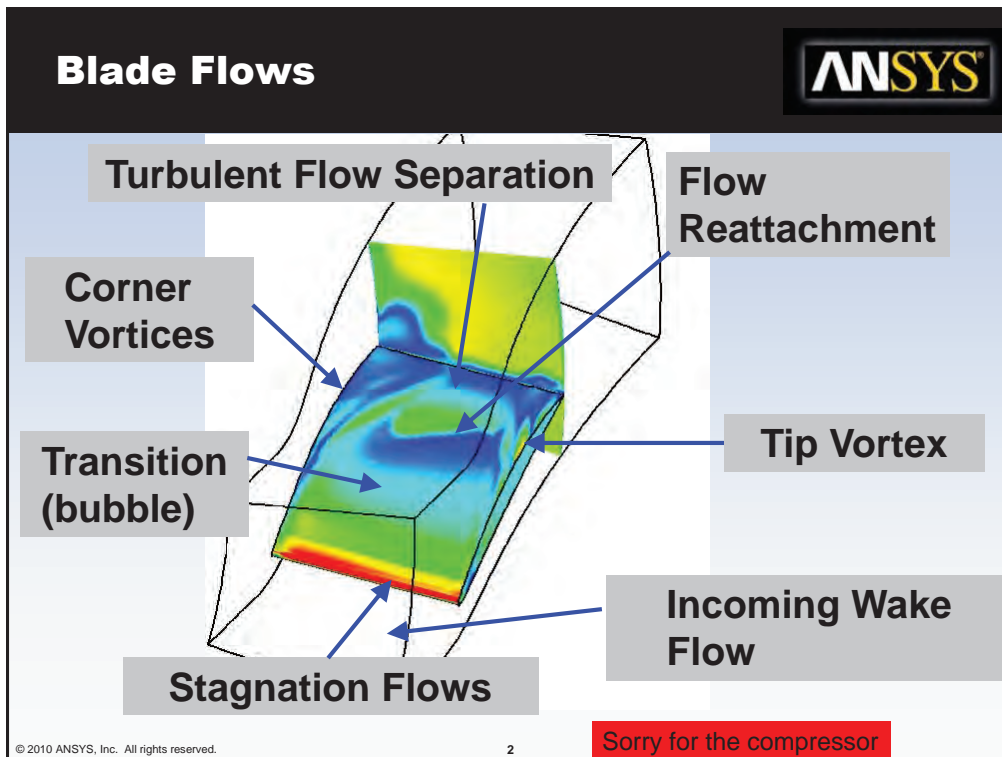 Blade Flows
ANSYS®
Turbulent Flow Separation
Flow
Reattachment
Corner
Vortices
Tip Vortex
Transition
(bubble)
Incoming Wake
Flow
Stagnation Flows
© 2010 ANSYS, Inc. All rights reserved.
2
Sorry for the compressor